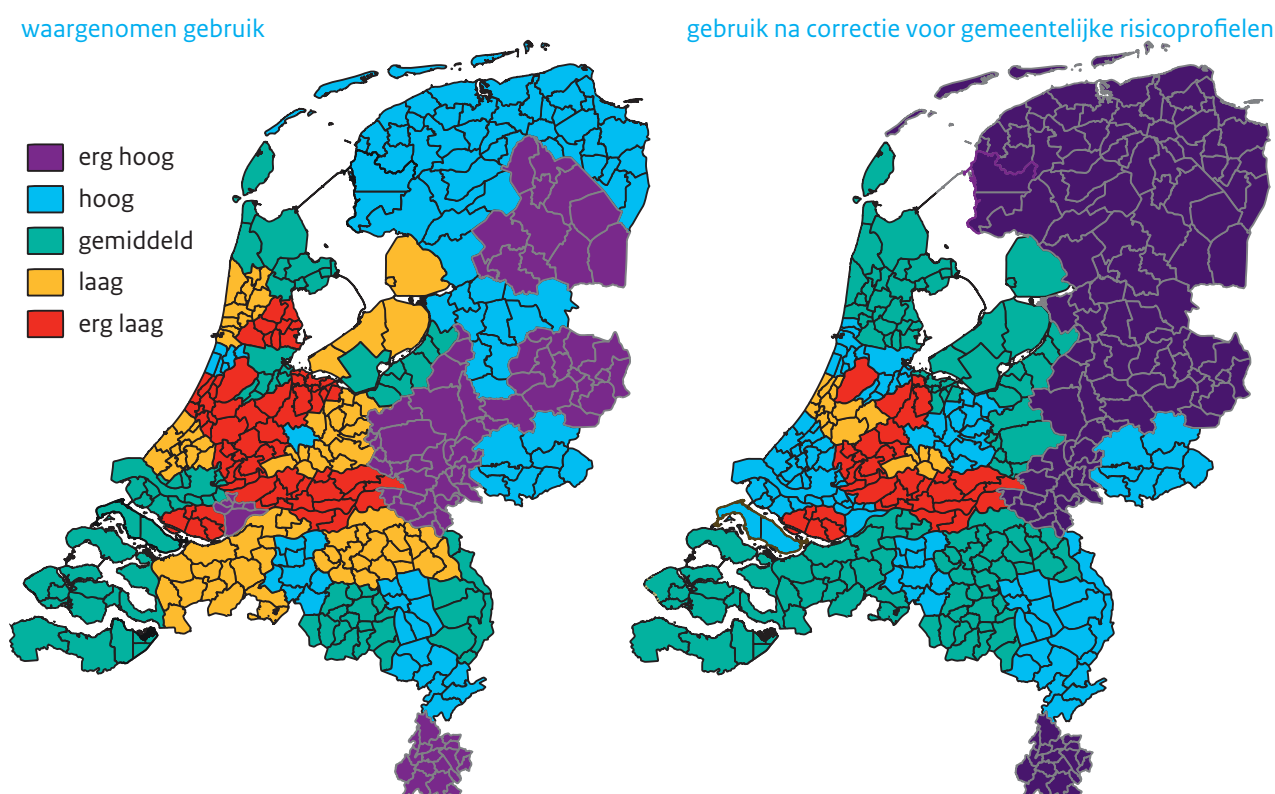 waargenomen gebruik
gebruik na correctie voor gemeentelijke risicoprofielen
erg hoog
hoog
gemiddeld
laag
erg laag